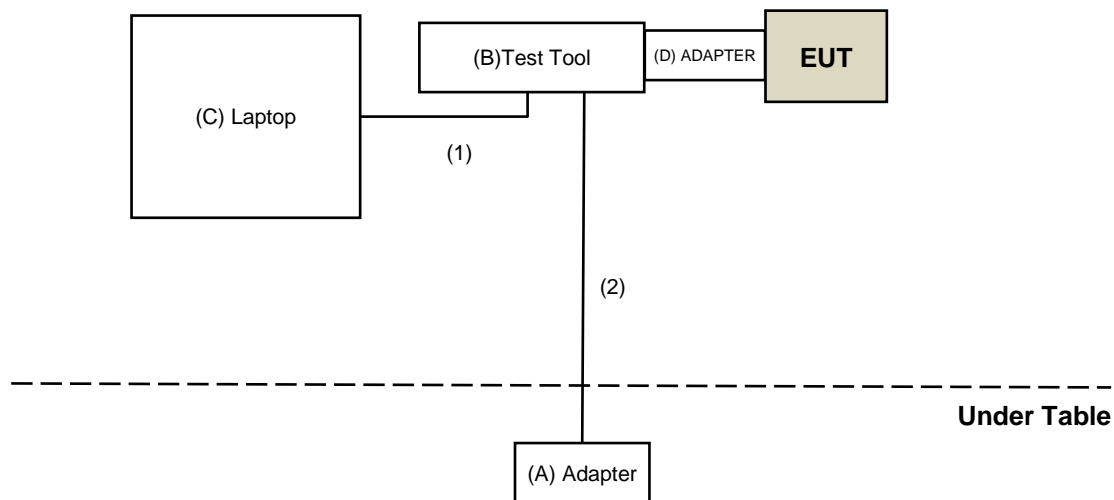 (B)Test Tool
(D) ADAPTER
EUT
(C) Laptop
(1)
(2)
Under Table
(A) Adapter